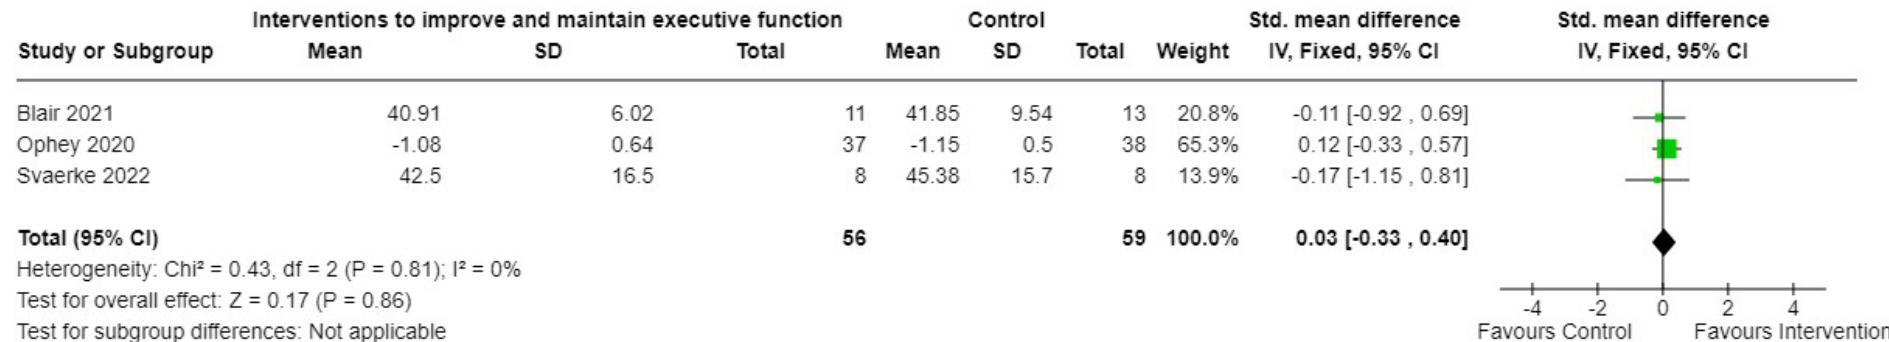 Interventions to improve and maintain executive function Control Std. mean difference Std. mean difference
Study or Subgroup Mean SD Total Mean SD Total Weight IV, Fixed, 95% CI IV, Fixed, 95% CI
Blair 2021 40.91 6.02 11 41.85 9.54 13 20.8% -0.11 [-0.92 , 0.69]
Ophey 2020 -1.08 0.64 37 -1.15 0.5 38 65.3% 0.12 [-0.33 , 0.57]
Svaerke 2022 42.5 16.5 8 45.38 15.7 8 13.9% -0.17 [-1.15 , 0.81]
Total (95% CI) 56 59 100.0% 0.03 [-0.33 , 0.40]
Heterogeneity: Chi² = 0.43, df = 2 (P = 0.81); I² = 0%
Test for overall effect: Z = 0.17 (P = 0.86)
Test for subgroup differences: Not applicable
-4 -2 0 2 4
Favours Control Favours Intervention